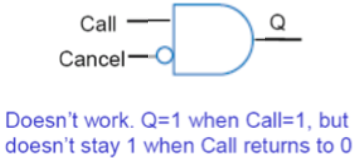 Call
Q
Cancel
Doesn't work. Q=1 when Call=1, but
doesn't stay 1 when Call returns to 0